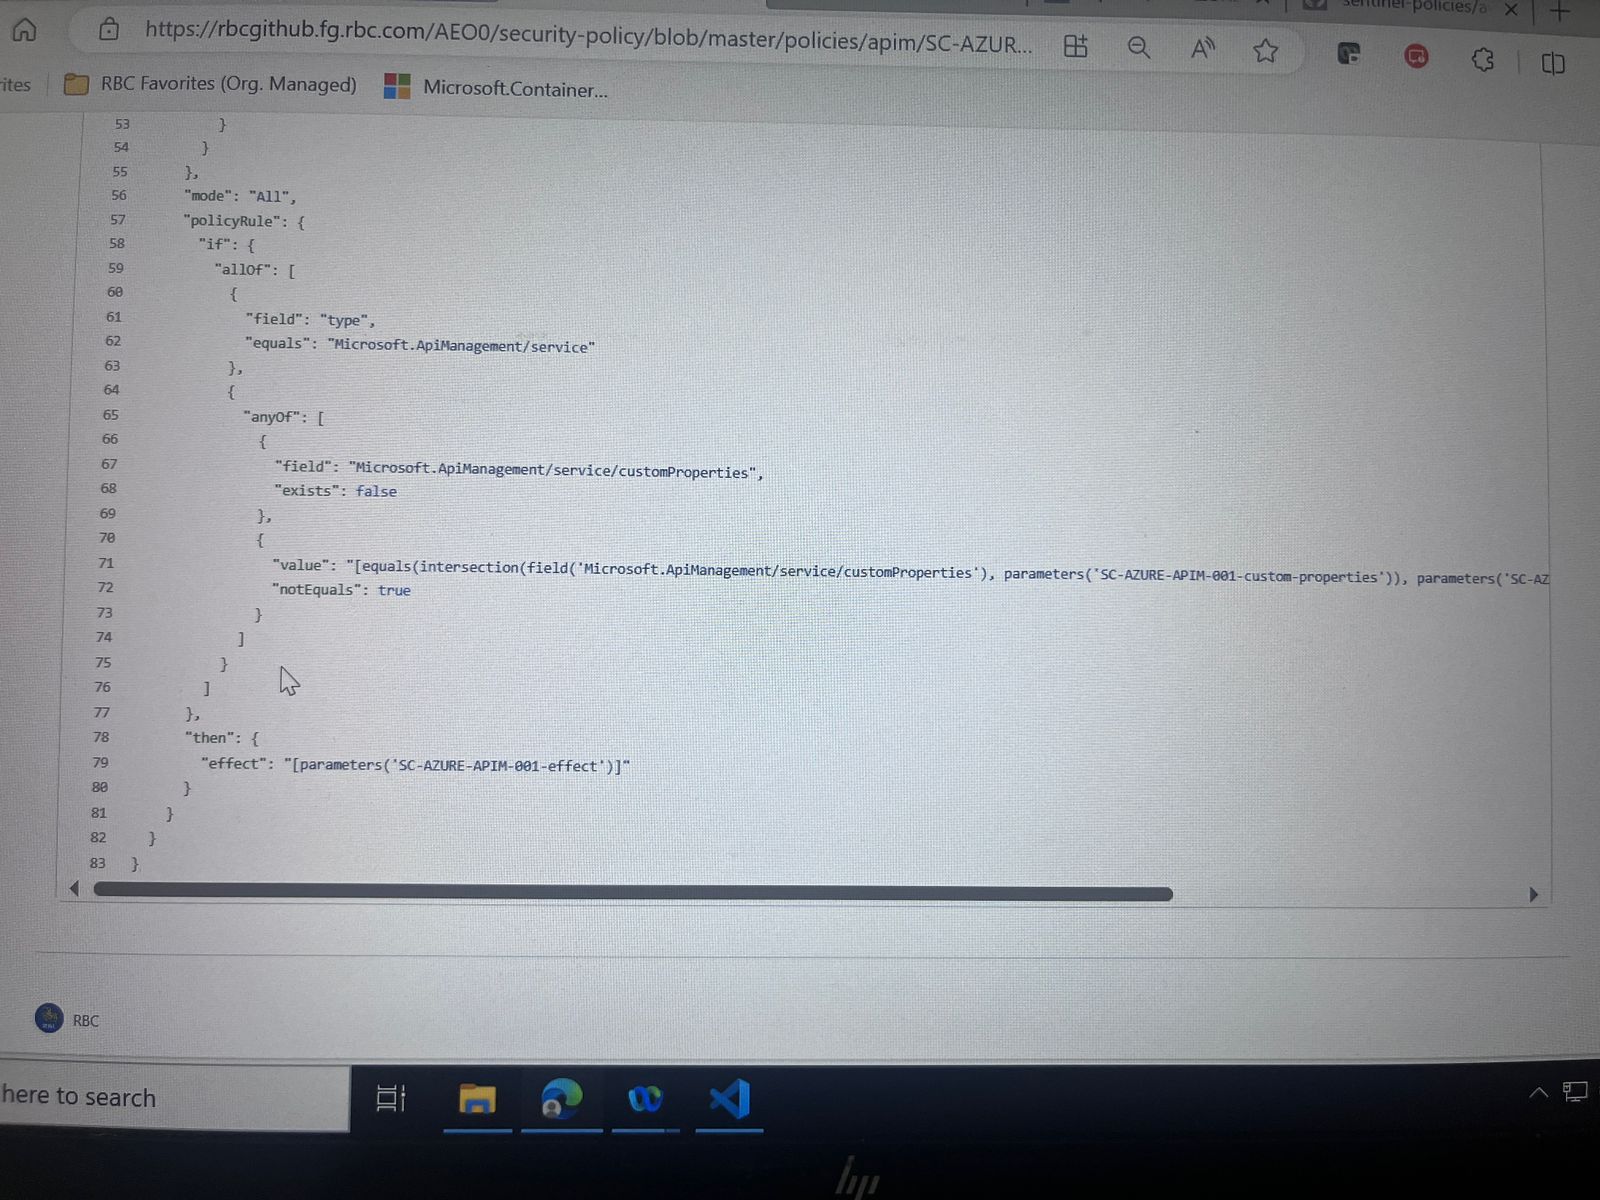 sentinel-policies/a
https://rbcgithub.fg.rbc.com/AEO0/security-policy/blob/master/policies/apim/SC-AZUR...
rites
RBC Favorites (Org. Managed)
Microsoft.Container...
53 }
54 }
55 },
56 "mode": "All",
57 "policyRule": {
58 "if": {
59 "allOf": [
60 {
61 "field": "type",
62 "equals": "Microsoft.ApiManagement/service"
63 },
64 {
65 "anyOf": [
66 {
67 "field": "Microsoft.ApiManagement/service/customProperties",
68 "exists": false
69 },
70 {
71 "value": "[equals(intersection(field('Microsoft.ApiManagement/service/customProperties'), parameters('SC-AZURE-APIM-001-custom-properties')), parameters('SC-AZ
72 "notEquals": true
73 }
74 ]
75 }
76 ]
77 },
78 "then": {
79 "effect": "[parameters('SC-AZURE-APIM-001-effect')]"
80 }
81 }
82 }
83 }
RBC
here to search
hp